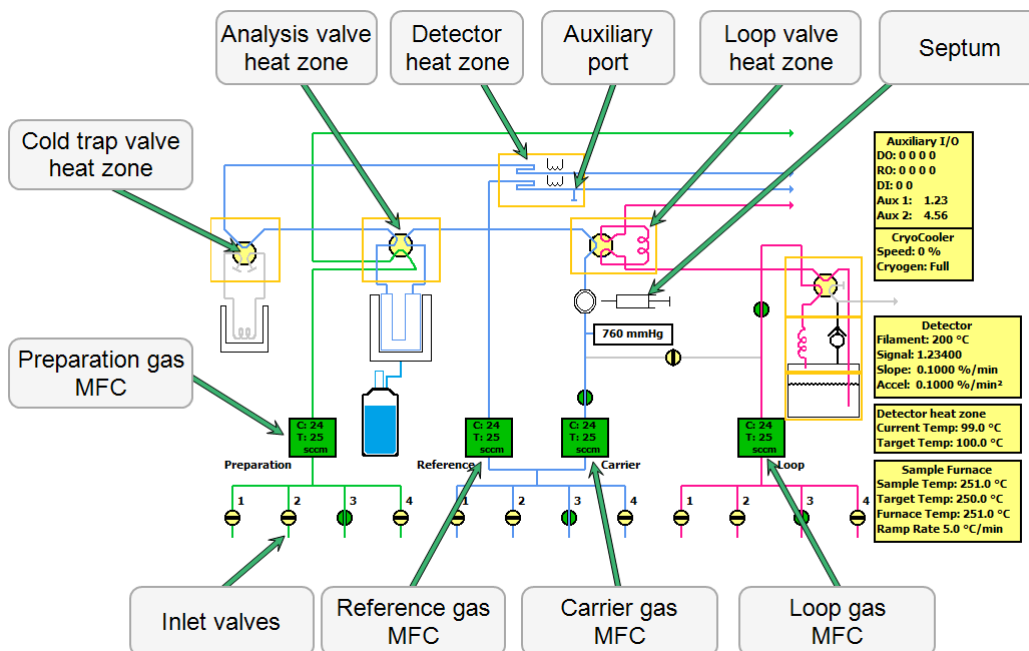 Analysis valve
heat zone
Detector
heat zone
Auxiliary
port
Loop valve
heat zone
Septum
Cold trap valve
heat zone
Auxiliary I/O
DO: 0 0 0 0
RO: 0 0 0 0
DI: 0 0
Aux 1: 1.23
Aux 2: 4.56
CryoCooler
Speed: 0 %
Cryogen: Full
760 mmHg
Detector
Filament: 200 °C
Signal: 1.23400
Slope: 0.1000 %/min
Accel: 0.1000 %/min²
Preparation gas
MFC
C: 24
T: 25
sccm
C: 24
T: 25
sccm
C: 24
T: 25
sccm
C: 24
T: 25
sccm
Detector heat zone
Current Temp: 99.0 °C
Target Temp: 100.0 °C
Preparation
Reference
Carrier
Loop
Sample Furnace
Sample Temp: 251.0 °C
Target Temp: 250.0 °C
Furnace Temp: 251.0 °C
Ramp Rate 5.0 °C/min
1 2 3 4 1 2 3 4 1 2 3 4
Inlet valves
Reference gas
MFC
Carrier gas
MFC
Loop gas
MFC